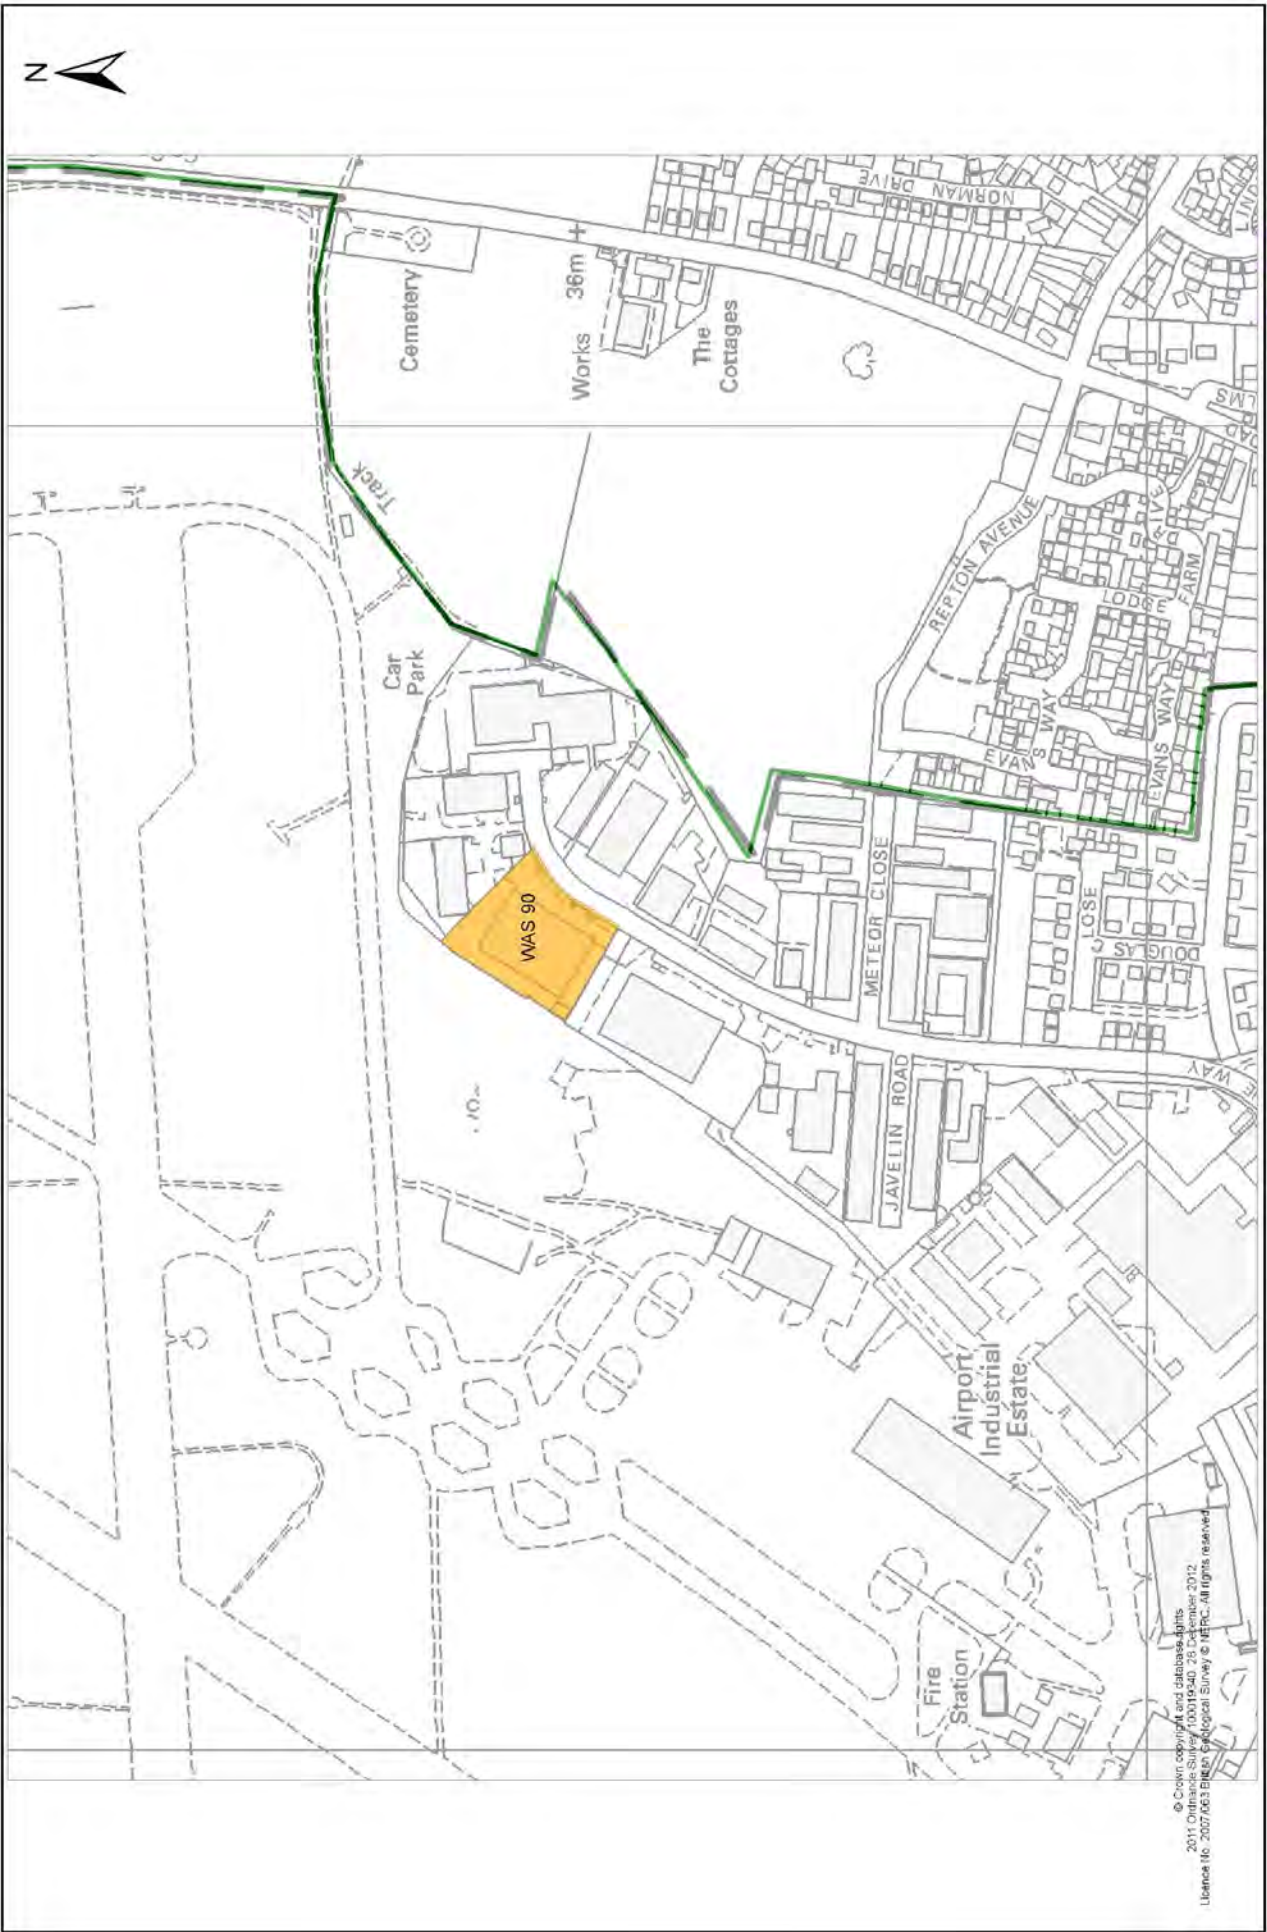 N
Cemetery
Works
36m
The
Cottages
NORMAN DRIVE
Track
Car
Park
REPTON AVENUE
LODGE
FARM
EVANS WAY
EVANS WAY
WAS 90
METEOR CLOSE
DOUGLAS C
LOSE
JAVELIN ROAD
WAY
Airport
Industrial
Estate
Fire
Station
© Crown copyright and database rights
2011 Ordnance Survey 100019340. 28 December 2012
Licence No. 2007/063 British Geological Survey © NERC. All rights reserved